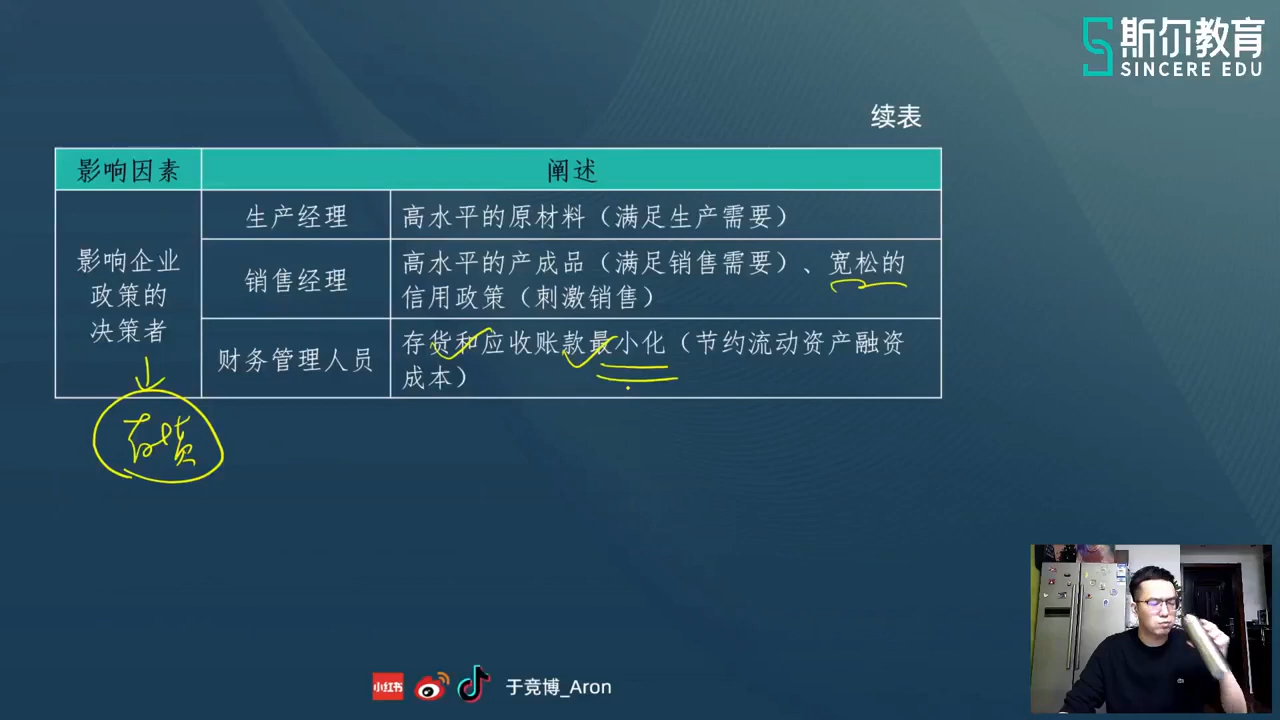 斯尔教育
SINCERE EDU
续表
影响因素 阐述
影响企业政策的决策者
生产经理 高水平的原材料（满足生产需要）
销售经理 高水平的产成品（满足销售需要）、宽松的
信用政策（刺激销售）
财务管理人员 存货和应收账款最小化（节约流动资产融资
成本）
存货
小红书
于竞博_Aron